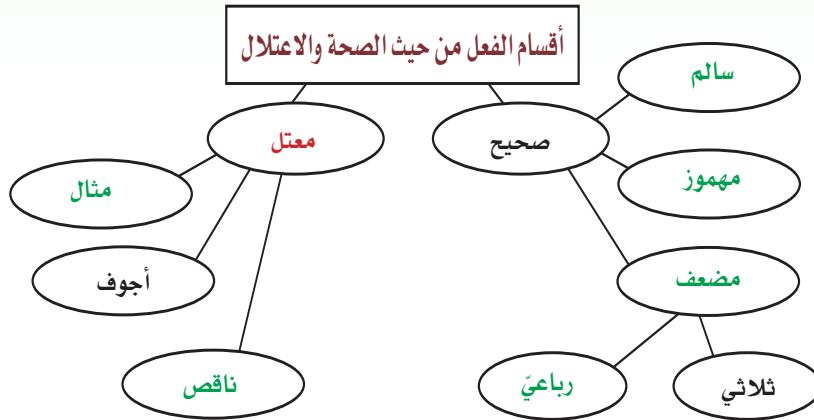 أقسام الفعل من حيث الصحة والاعتلال
سالم
صحيح
معتل
مهموز
مثال
مضعف
أجوف
ثلاثي
رباعيّ
ناقص